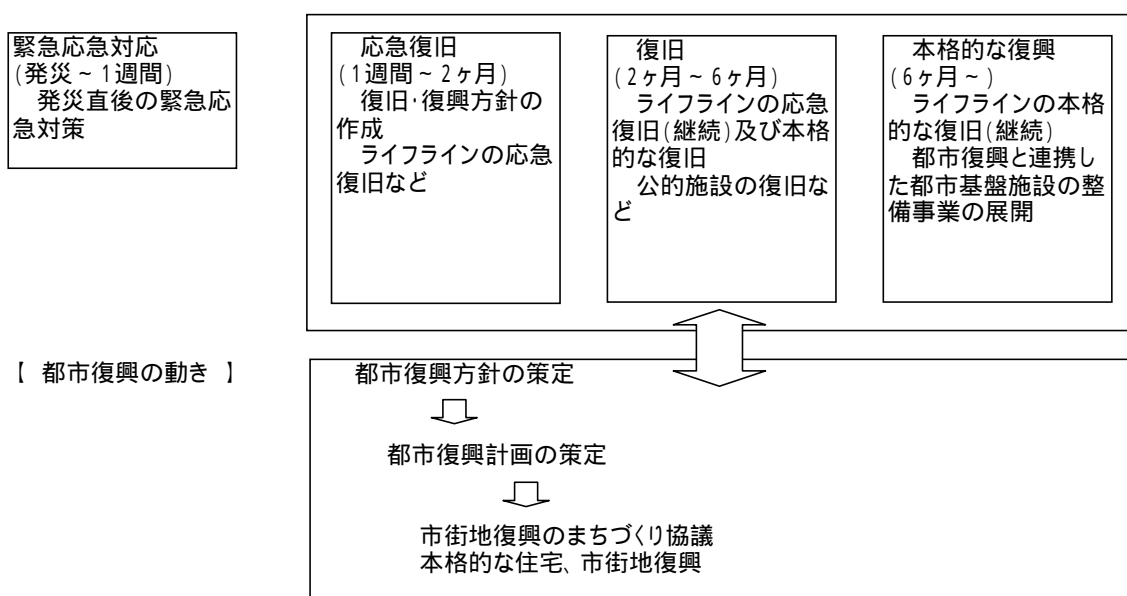 緊急応急対応
(発災~1週間)
発災直後の緊急応
急対策
応急復旧
(1週間~2ヶ月)
復旧・復興方針の
作成
ライフラインの応急
復旧など
復旧
(2ヶ月~6ヶ月)
ライフラインの応急
復旧(継続)及び本格
的な復旧
公的施設の復旧な
ど
本格的な復興
(6ヶ月~)
ライフラインの本格
的な復旧(継続)
都市復興と連携し
た都市基盤施設の整
備事業の展開
【 都市復興の動き 】
都市復興方針の策定
都市復興計画の策定
市街地復興のまちづくり協議
本格的な住宅、市街地復興